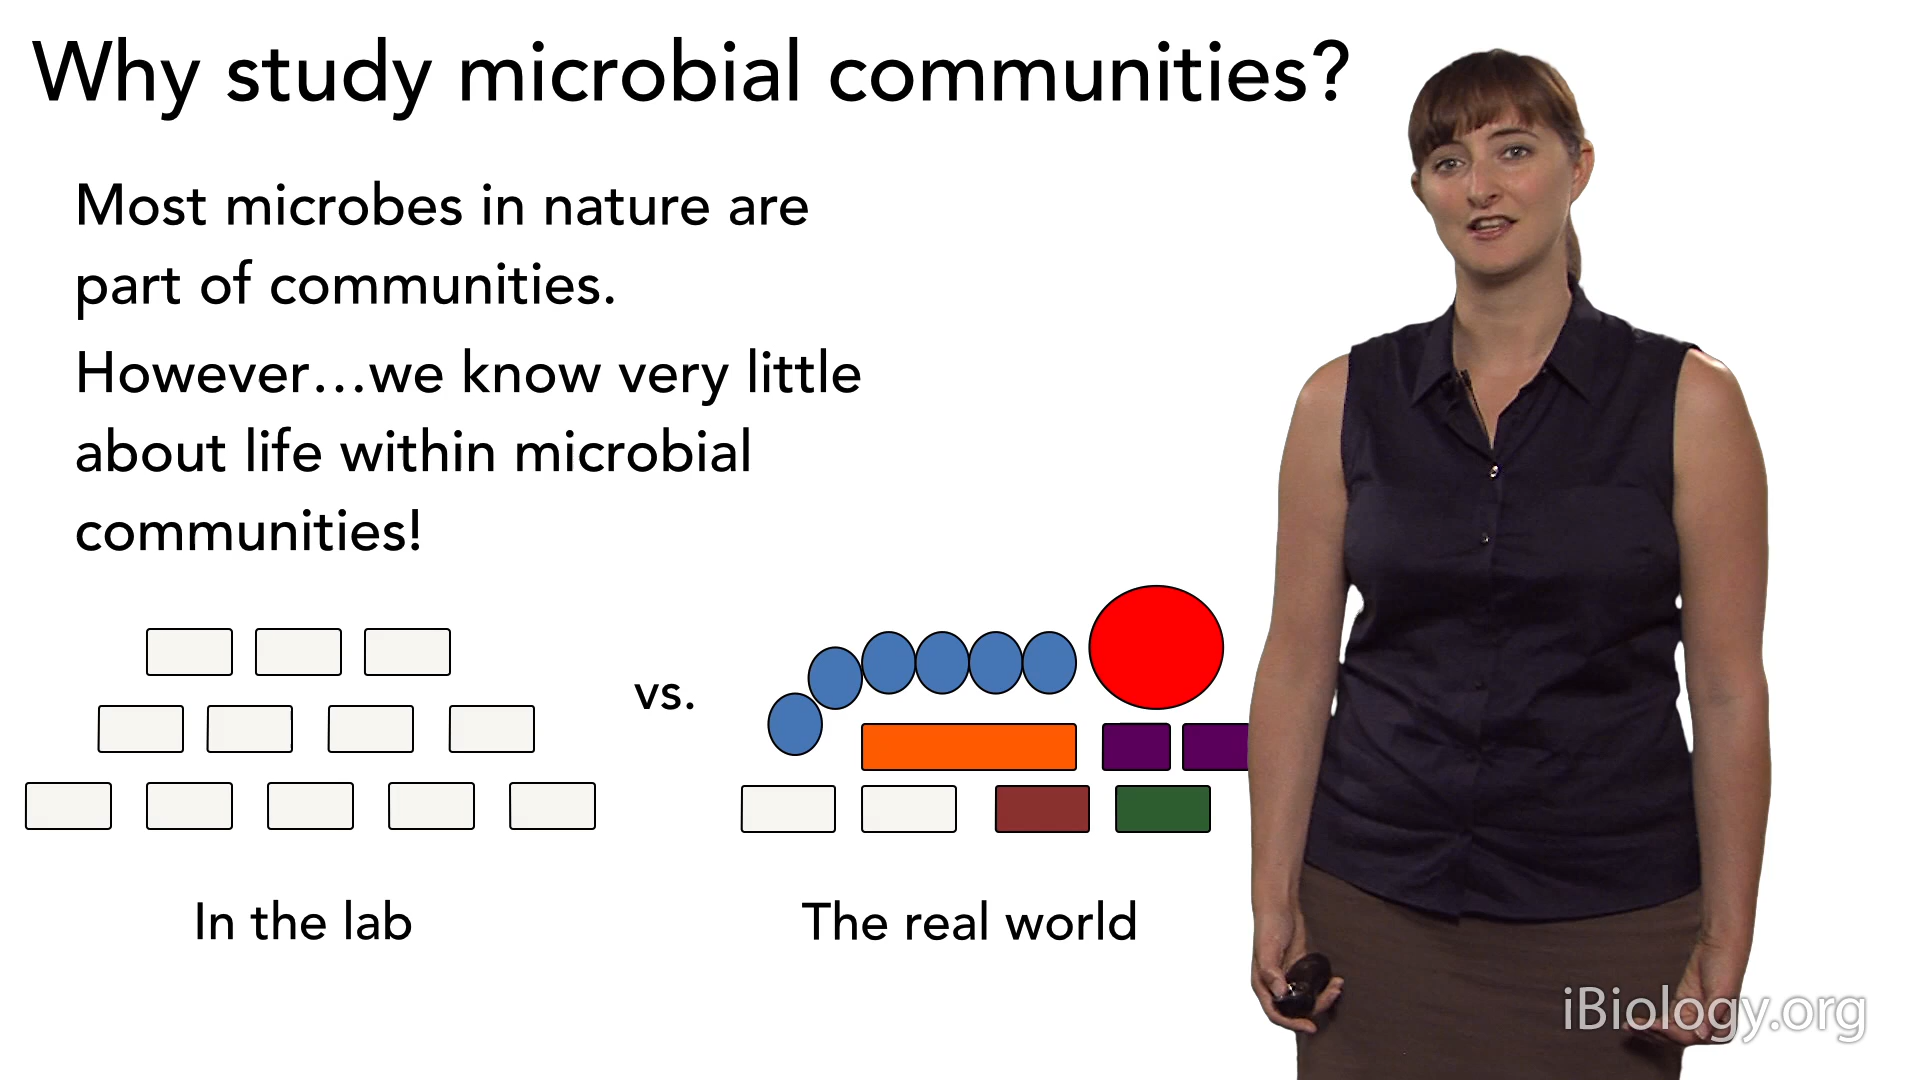 Why study microbial communities?
Most microbes in nature are
part of communities.
However…we know very little
about life within microbial
communities!
vs.
In the lab
The real world
iBiology.org